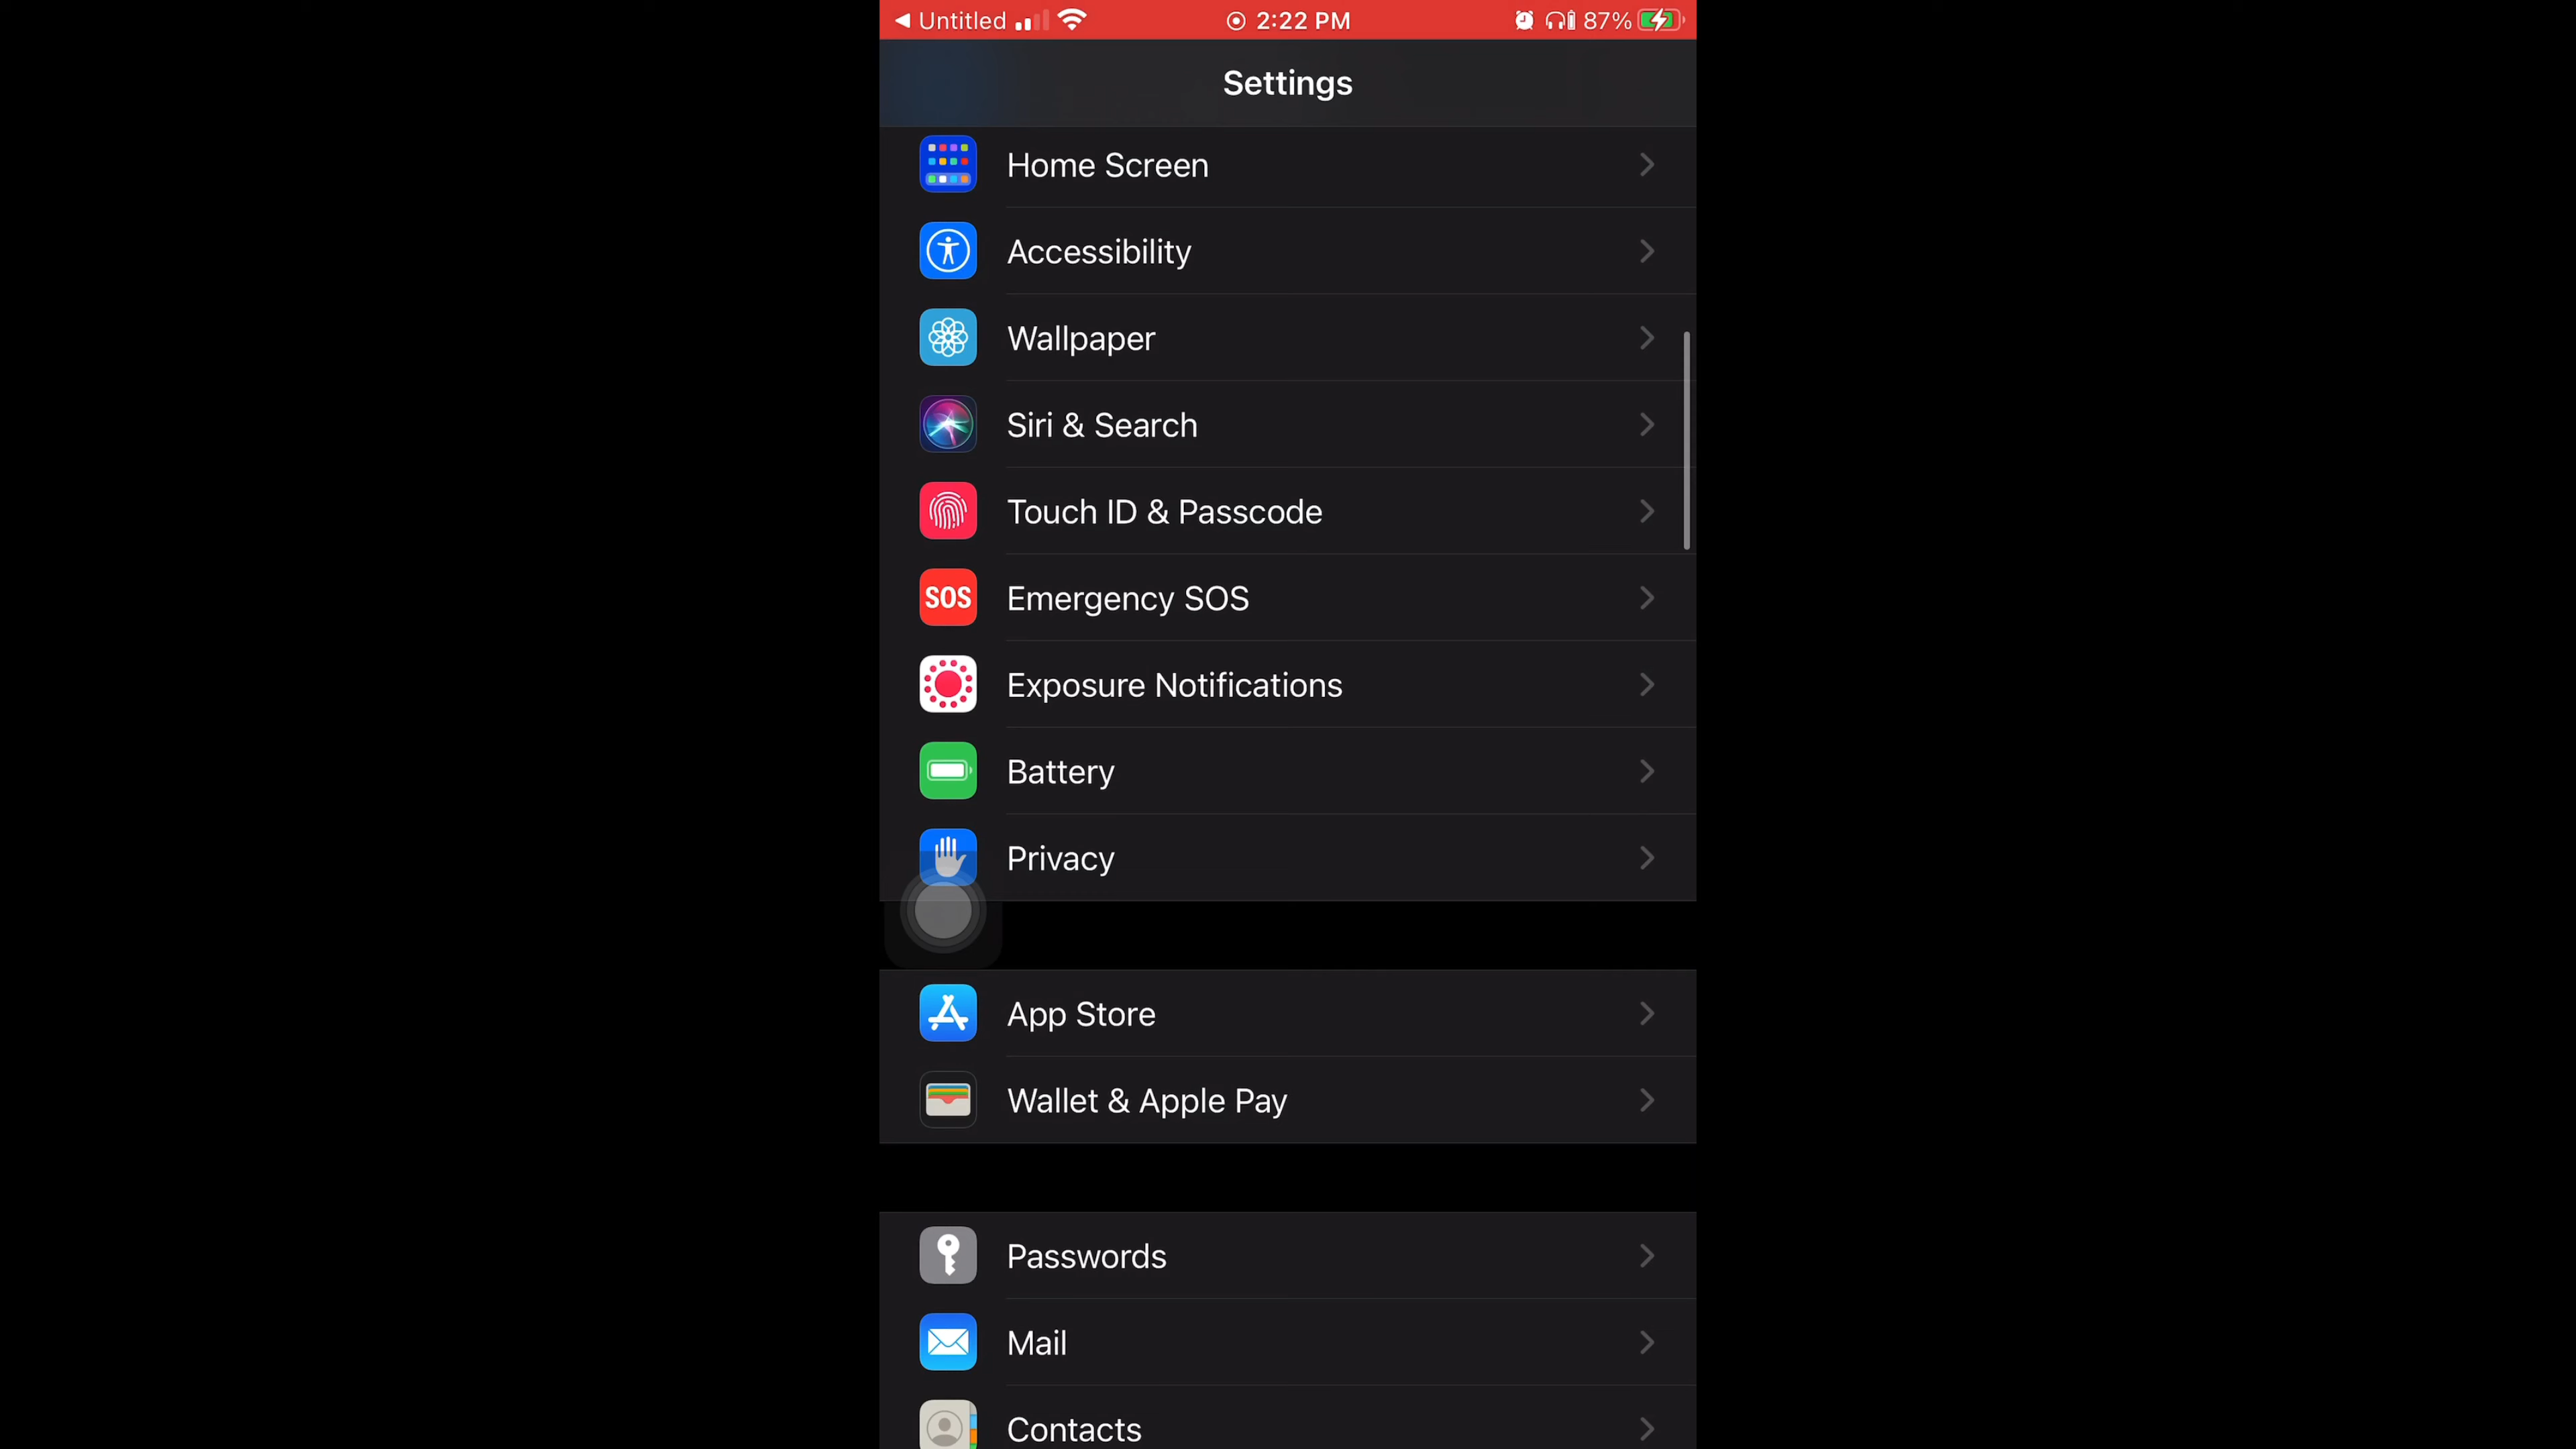 Untitled 2:22 PM 87%
Settings
Home Screen
Accessibility
Wallpaper
Siri & Search
Touch ID & Passcode
SOS Emergency SOS
Exposure Notifications
Battery
Privacy
App Store
Wallet & Apple Pay
Passwords
Mail
Contacts